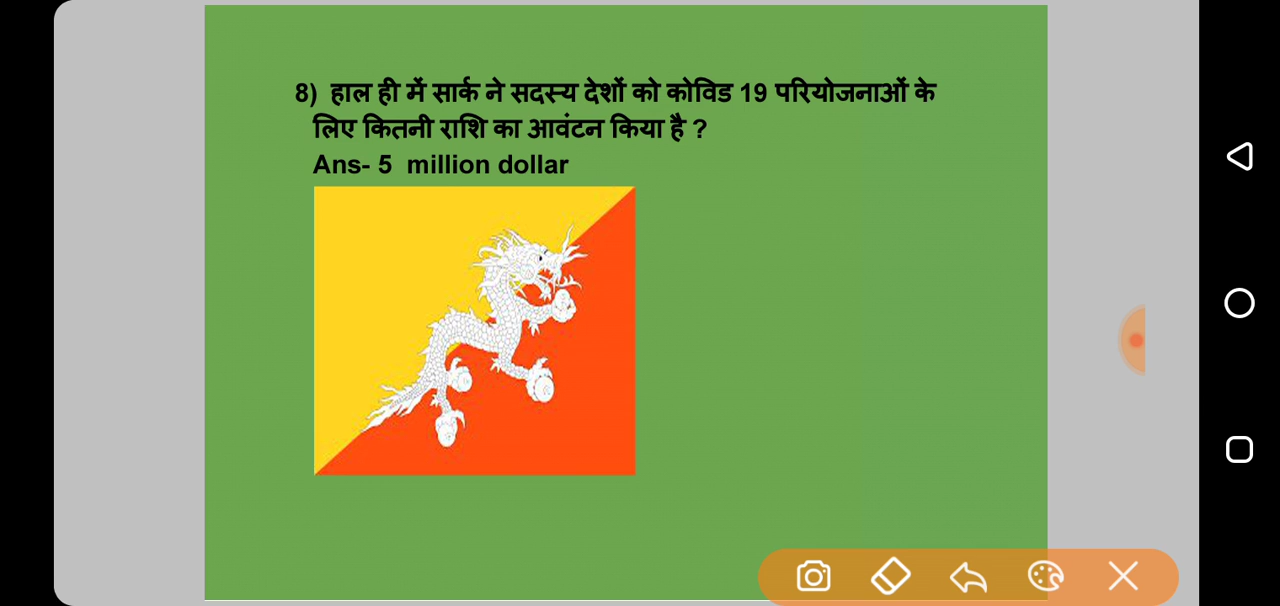 8) हाल ही में सार्क ने सदस्य देशों को कोविड 19 परियोजनाओं के
लिए कितनी राशि का आवंटन किया है ?
Ans- 5 million dollar